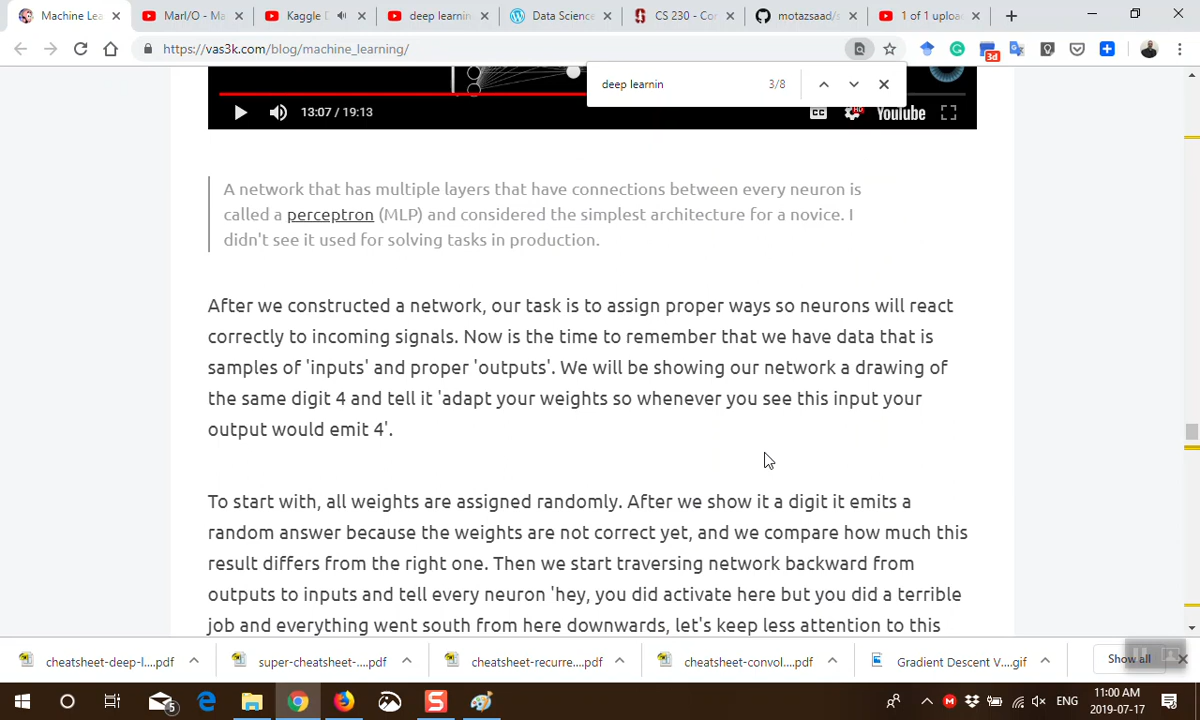 Machine Lea
MarI/O - Ma
Kaggle D
deep learnin
Data Science
CS 230 - Con
motazsaad/
1 of 1 uploa
https://vas3k.com/blog/machine_learning/
3d
deep learnin 3/8
13:07 / 19:13
CC
HD
YouTube
A network that has multiple layers that have connections between every neuron is
called a perceptron (MLP) and considered the simplest architecture for a novice. I
didn't see it used for solving tasks in production.
After we constructed a network, our task is to assign proper ways so neurons will react
correctly to incoming signals. Now is the time to remember that we have data that is
samples of 'inputs' and proper 'outputs'. We will be showing our network a drawing of
the same digit 4 and tell it 'adapt your weights so whenever you see this input your
output would emit 4'.
To start with, all weights are assigned randomly. After we show it a digit it emits a
random answer because the weights are not correct yet, and we compare how much this
result differs from the right one. Then we start traversing network backward from
outputs to inputs and tell every neuron 'hey, you did activate here but you did a terrible
job and everything went south from here downwards, let's keep less attention to this
cheatsheet-deep-l....pdf
super-cheatsheet-....pdf
cheatsheet-recurre....pdf
cheatsheet-convol....pdf
Gradient Descent V....gif
Show all
5
ENG
11:00 AM
2019-07-17